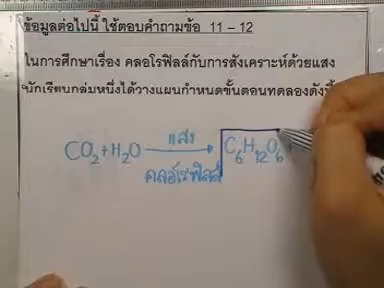 ข้อมูลต่อไปนี้ ใช้ตอบคำถามข้อ 11 – 12
ในการศึกษาเรื่อง คลอโรฟิลล์กับการสังเคราะห์ด้วยแสง
นักเรียนกลุ่มหนึ่งได้วางแผนกำหนดขั้นตอนทดลองดังนี้
แสง
CO2+H2O → C6H12O6+
คลอโรฟิลล์